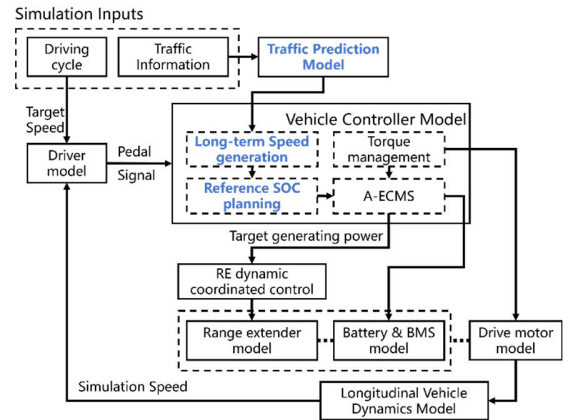 Simulation Inputs
Driving
cycle
Traffic
Information
Traffic Prediction
Model
Target
Speed
Vehicle Controller Model
Driver
model
Pedal
Signal
Long-term Speed
generation
Torque
management
Reference SOC
planning
A-ECMS
Target generating power
RE dynamic
coordinated control
Range extender
model
Battery & BMS
model
Drive motor
model
Simulation Speed
Longitudinal Vehicle
Dynamics Model